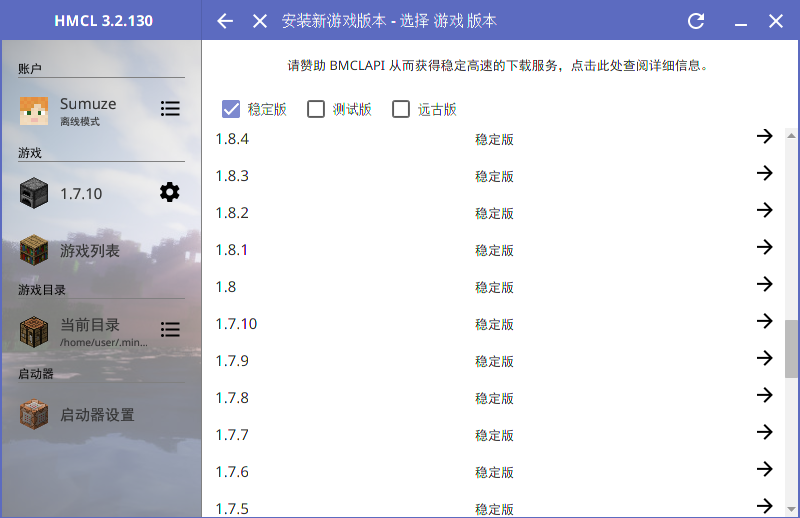 HMCL 3.2.130
安装新游戏版本 - 选择 游戏 版本
账户
Sumuze
离线模式
游戏
1.7.10
游戏列表
游戏目录
当前目录
/home/user/.min...
启动器
启动器设置
请赞助 BMCLAPI 从而获得稳定高速的下载服务，点击此处查阅详细信息。
稳定版 测试版 远古版
1.8.4 稳定版
1.8.3 稳定版
1.8.2 稳定版
1.8.1 稳定版
1.8 稳定版
1.7.10 稳定版
1.7.9 稳定版
1.7.8 稳定版
1.7.7 稳定版
1.7.6 稳定版
1.7.5 稳定版